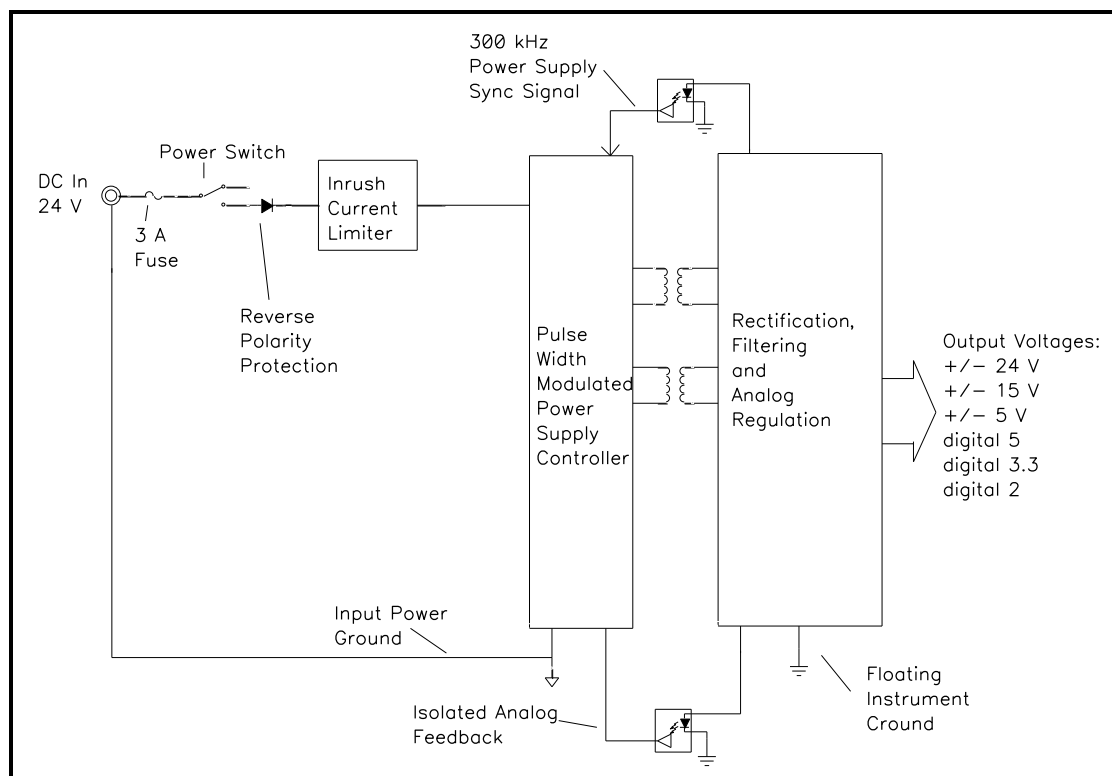 300 kHz
Power Supply
Sync Signal
Power Switch
DC In
24 V
3 A
Fuse
Inrush
Current
Limiter
Reverse
Polarity
Protection
Pulse
Width
Modulated
Power
Supply
Controller
Rectification,
Filtering
and
Analog
Regulation
Output Voltages:
+/- 24 V
+/- 15 V
+/- 5 V
digital 5
digital 3.3
digital 2
Input Power
Ground
Isolated Analog
Feedback
Floating
Instrument
Ground